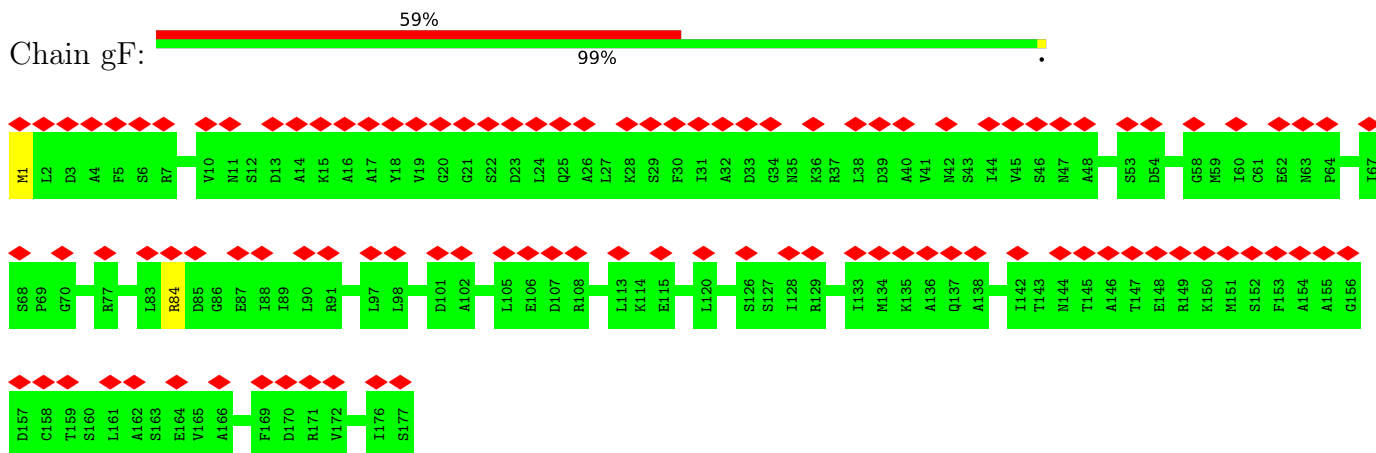 59%
Chain gF:
99%
.
M1 L2 D3 A4 F5 S6 R7 V10 N11 S12 D13 A14 K15 A16 A17 Y18 V19 G20 G21 S22 D23 L24 Q25 A26 L27 K28 S29 F30 I31 A32 D33 G34 N35 K36 R37 L38 D39 A40 V41 N42 S43 I44 V45 S46 N47 A48 S53 D54 G58 M59 I60 C61 E62 N63 P64 I67
S68 P69 G70 R77 L83 R84 D85 G86 E87 I88 I89 L90 R91 L97 L98 D101 A102 L105 E106 D107 R108 L113 K114 E115 L120 S126 S127 I128 R129 I133 M134 K135 A136 Q137 A138 I142 T143 N144 T145 A146 T147 E148 R149 K150 M151 S152 F153 A154 A155 G156
D157 C158 T159 S160 L161 A162 S163 E164 V165 A166 F169 D170 R171 V172 I176 S177